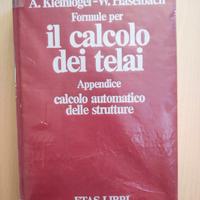 A. Kleinlogel-W. Haselbach
Formule per
il calcolo
dei telai
Appendice
calcolo automatico
delle strutture
ETAS LIBRI